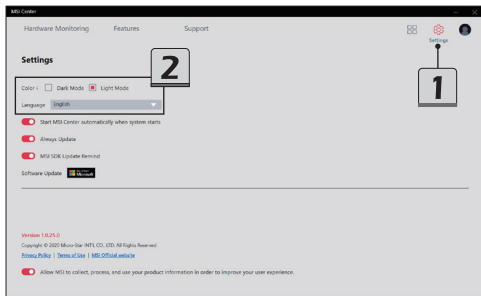 MSI Center
Hardware Monitoring Features Support
Settings
Settings
2
1
Color : Dark Mode Light Mode
Language English
Start MSI Center automatically when system starts
Always Update
MSI SDK Update Remind
Software Update Microsoft
Version 1.0.25.0
Copyright © 2020 Micro-Star INT'L CO., LTD. All Rights Reserved
Privacy Policy | Terms of Use | MSI Official website
Allow MSI to collect, process, and use your product information in order to improve your user experience.